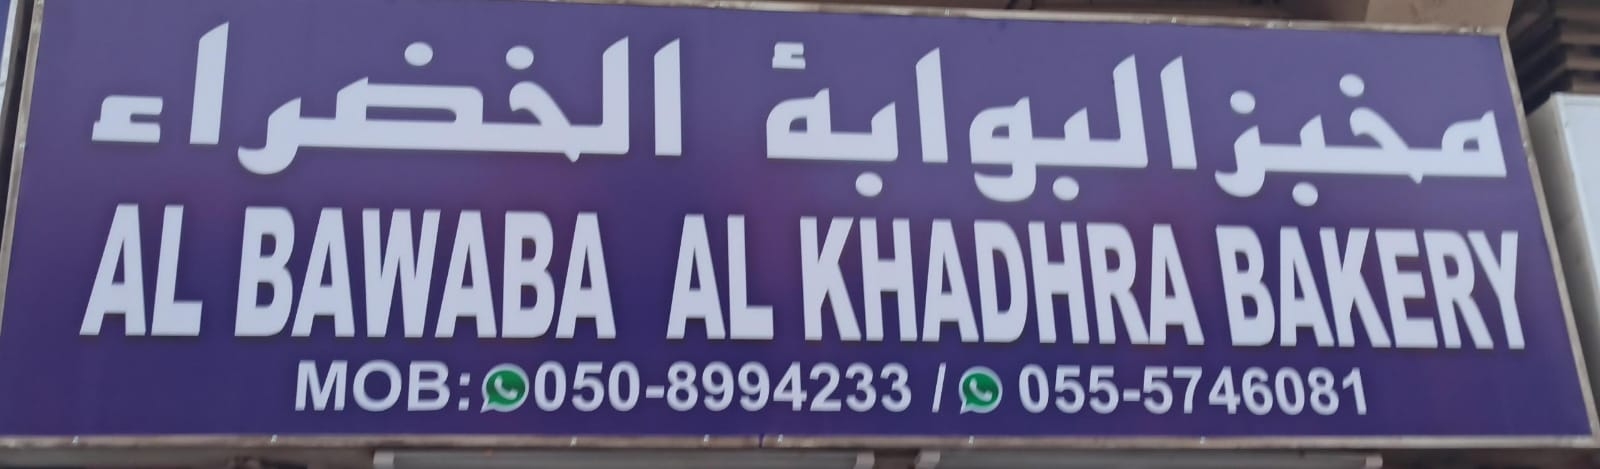 مخبز البوابة الخضراء
AL BAWABA AL KHADHRA BAKERY
MOB: 050-8994233 / 055-5746081